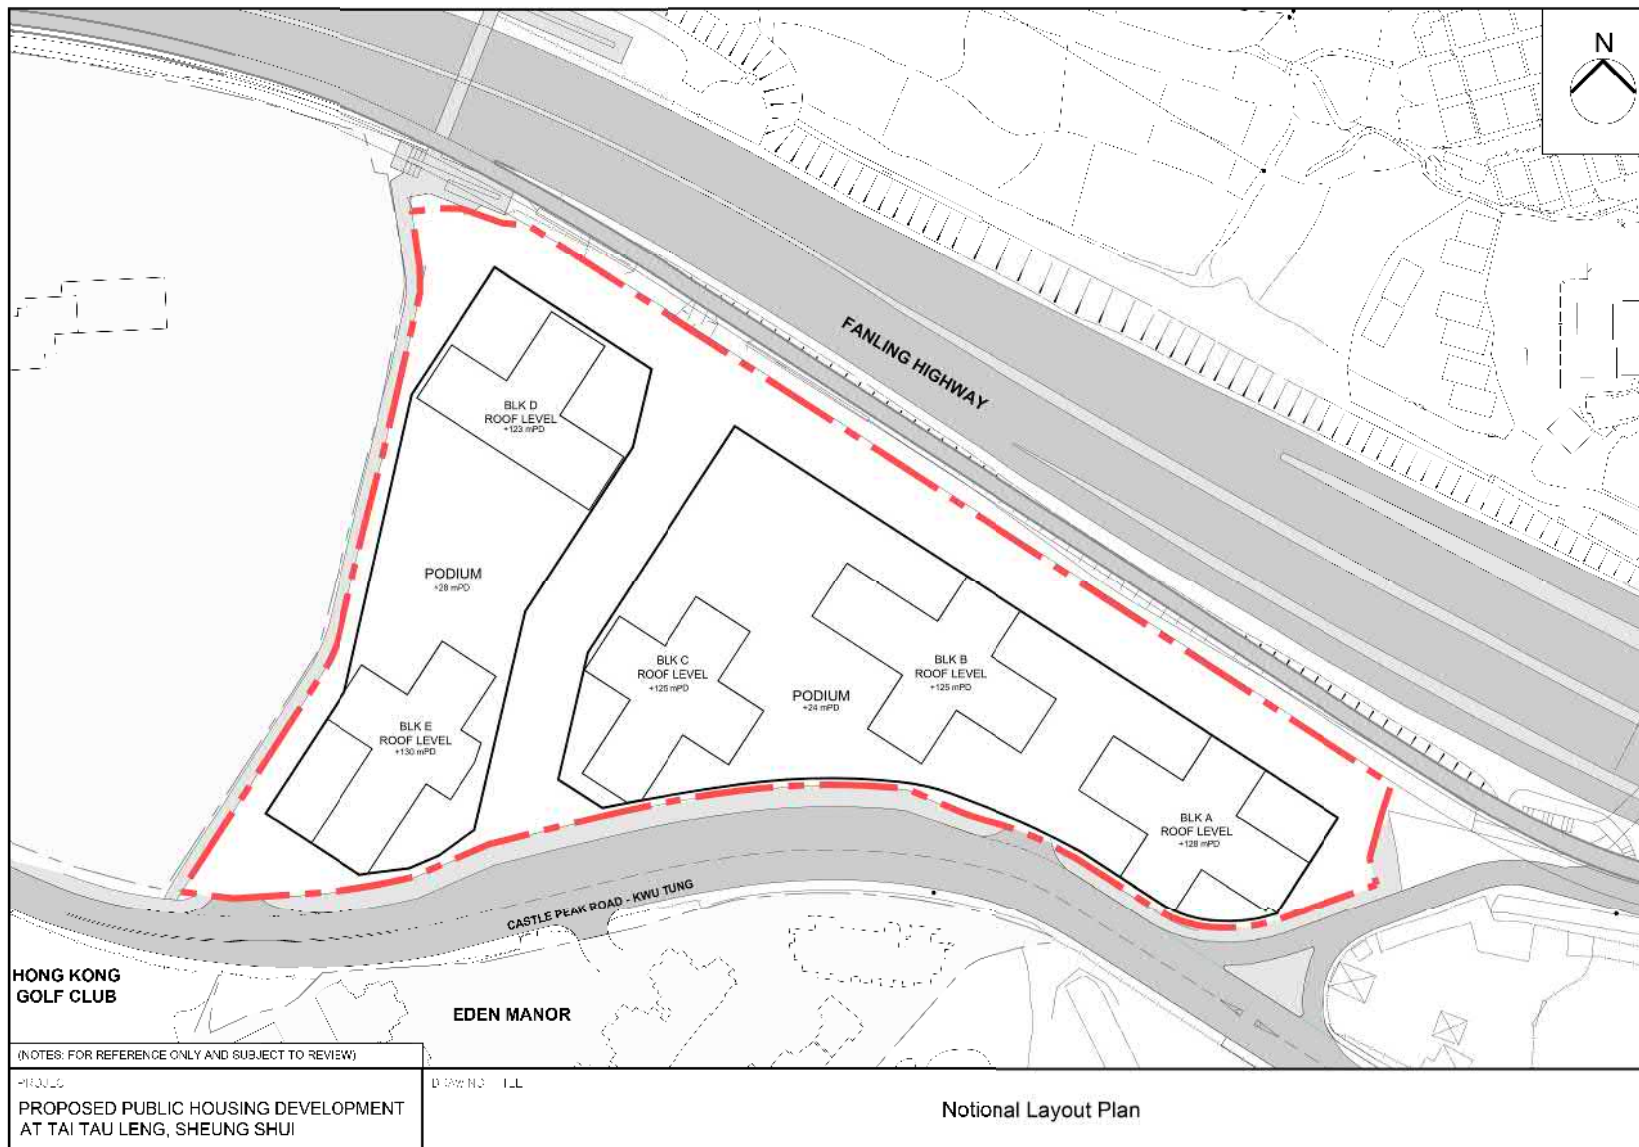 N
FANLING HIGHWAY
BLK D
ROOF LEVEL
+123 mPD
PODIUM
+28 mPD
BLK C
ROOF LEVEL
+125 mPD
BLK B
ROOF LEVEL
+125 mPD
PODIUM
+24 mPD
BLK E
ROOF LEVEL
+130 mPD
BLK A
ROOF LEVEL
+128 mPD
CASTLE PEAK ROAD - KWU TUNG
HONG KONG
GOLF CLUB
EDEN MANOR
(NOTES: FOR REFERENCE ONLY AND SUBJECT TO REVIEW)
PROPOSED PUBLIC HOUSING DEVELOPMENT
AT TAI TAU LENG, SHEUNG SHUI
Notional Layout Plan